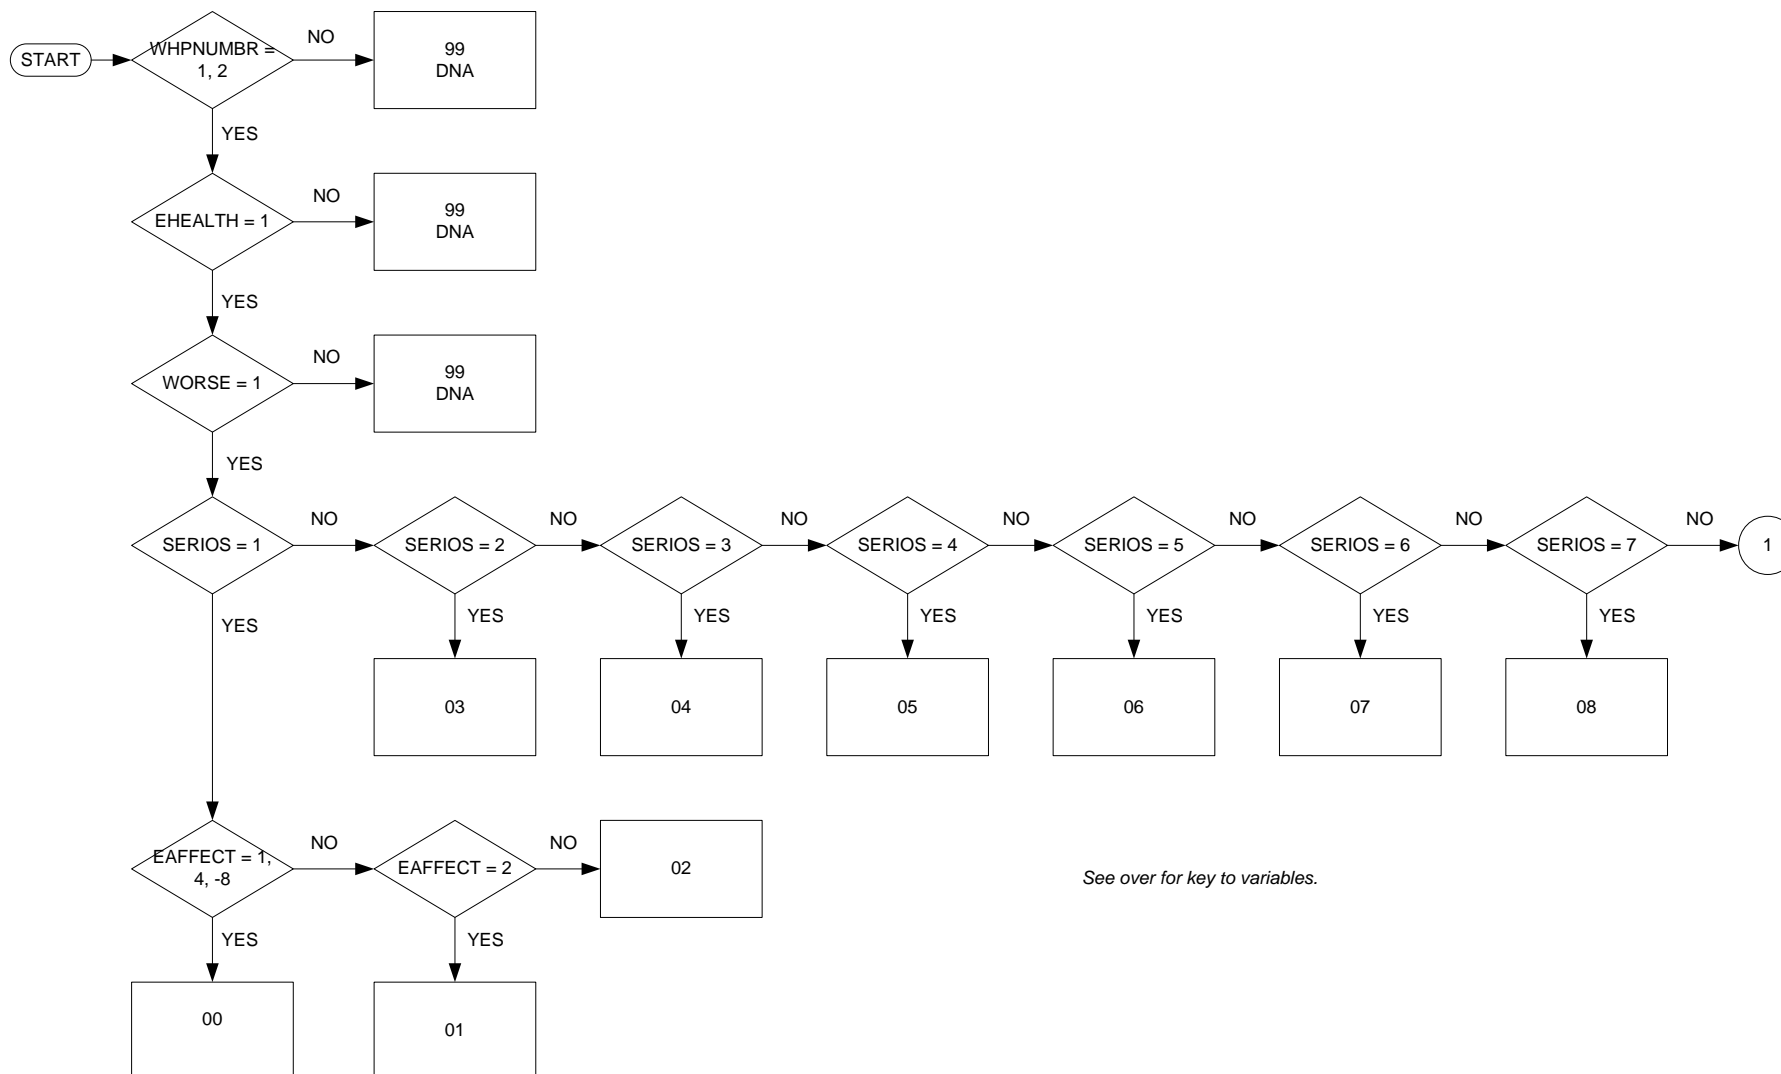 START
WHPNUMBR =
1, 2
NO
99
DNA
YES
EHEALTH = 1
NO
99
DNA
YES
WORSE = 1
NO
99
DNA
YES
SERIOS = 1
NO
SERIOS = 2
NO
SERIOS = 3
NO
SERIOS = 4
NO
SERIOS = 5
NO
SERIOS = 6
NO
SERIOS = 7
NO
1
YES
YES
YES
YES
YES
YES
YES
03
04
05
06
07
08
EAFFECT = 1,
4, -8
NO
EAFFECT = 2
NO
02
See over for key to variables.
YES
YES
00
01